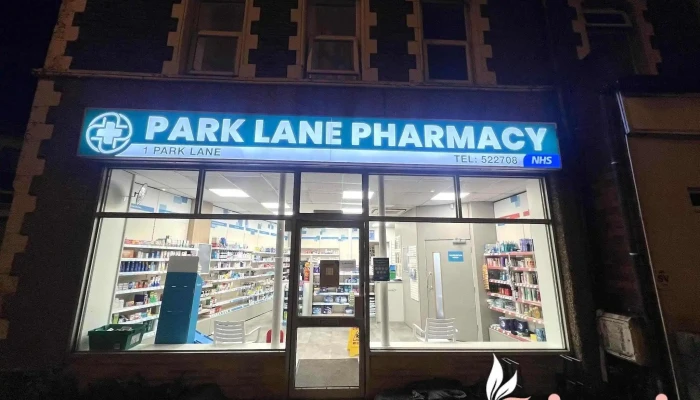 PARK LANE PHARMACY
1 PARK LANE
TEL: 522708
NHS